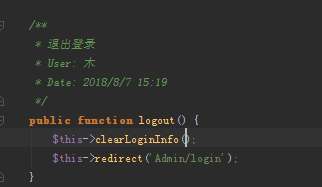 /**
* 退出登录
* User: 木
* Date: 2018/8/7 15:19
*/
public function logout() {
$this->clearLoginInfo();
$this->redirect('Admin/login');
}